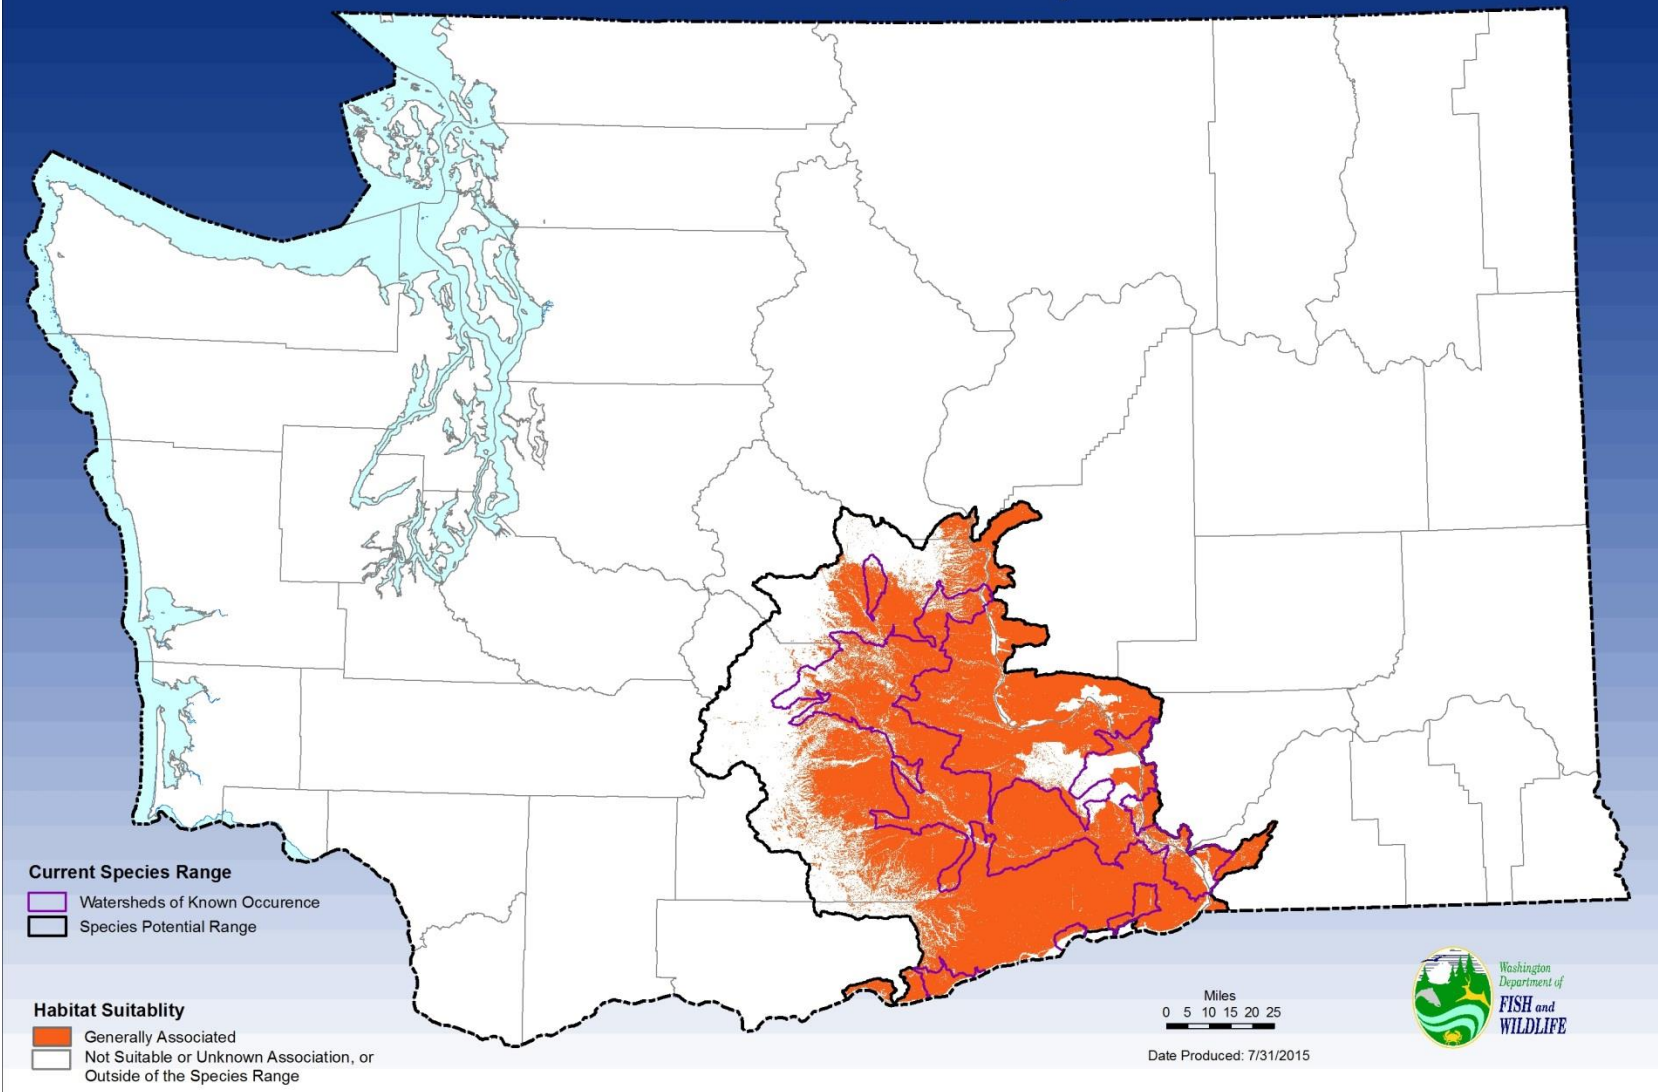 Current Species Range
Watersheds of Known Occurence
Species Potential Range
Habitat Suitablity
Generally Associated
Not Suitable or Unknown Association, or
Outside of the Species Range
Miles
0 5 10 15 20 25
Date Produced: 7/31/2015
Washington
Department of
FISH and
WILDLIFE